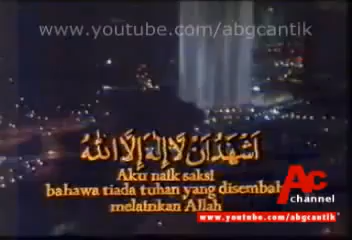 www.youtube.com/abgcantik
اَشْهَدُ اَنْ لَا اِلٰهَ اِلَّا اللهُ
Aku naik saksi
bahawa tiada tuhan yang disembah
melainkan Allah
Ac
channel
www.youtube.com/abgcantik